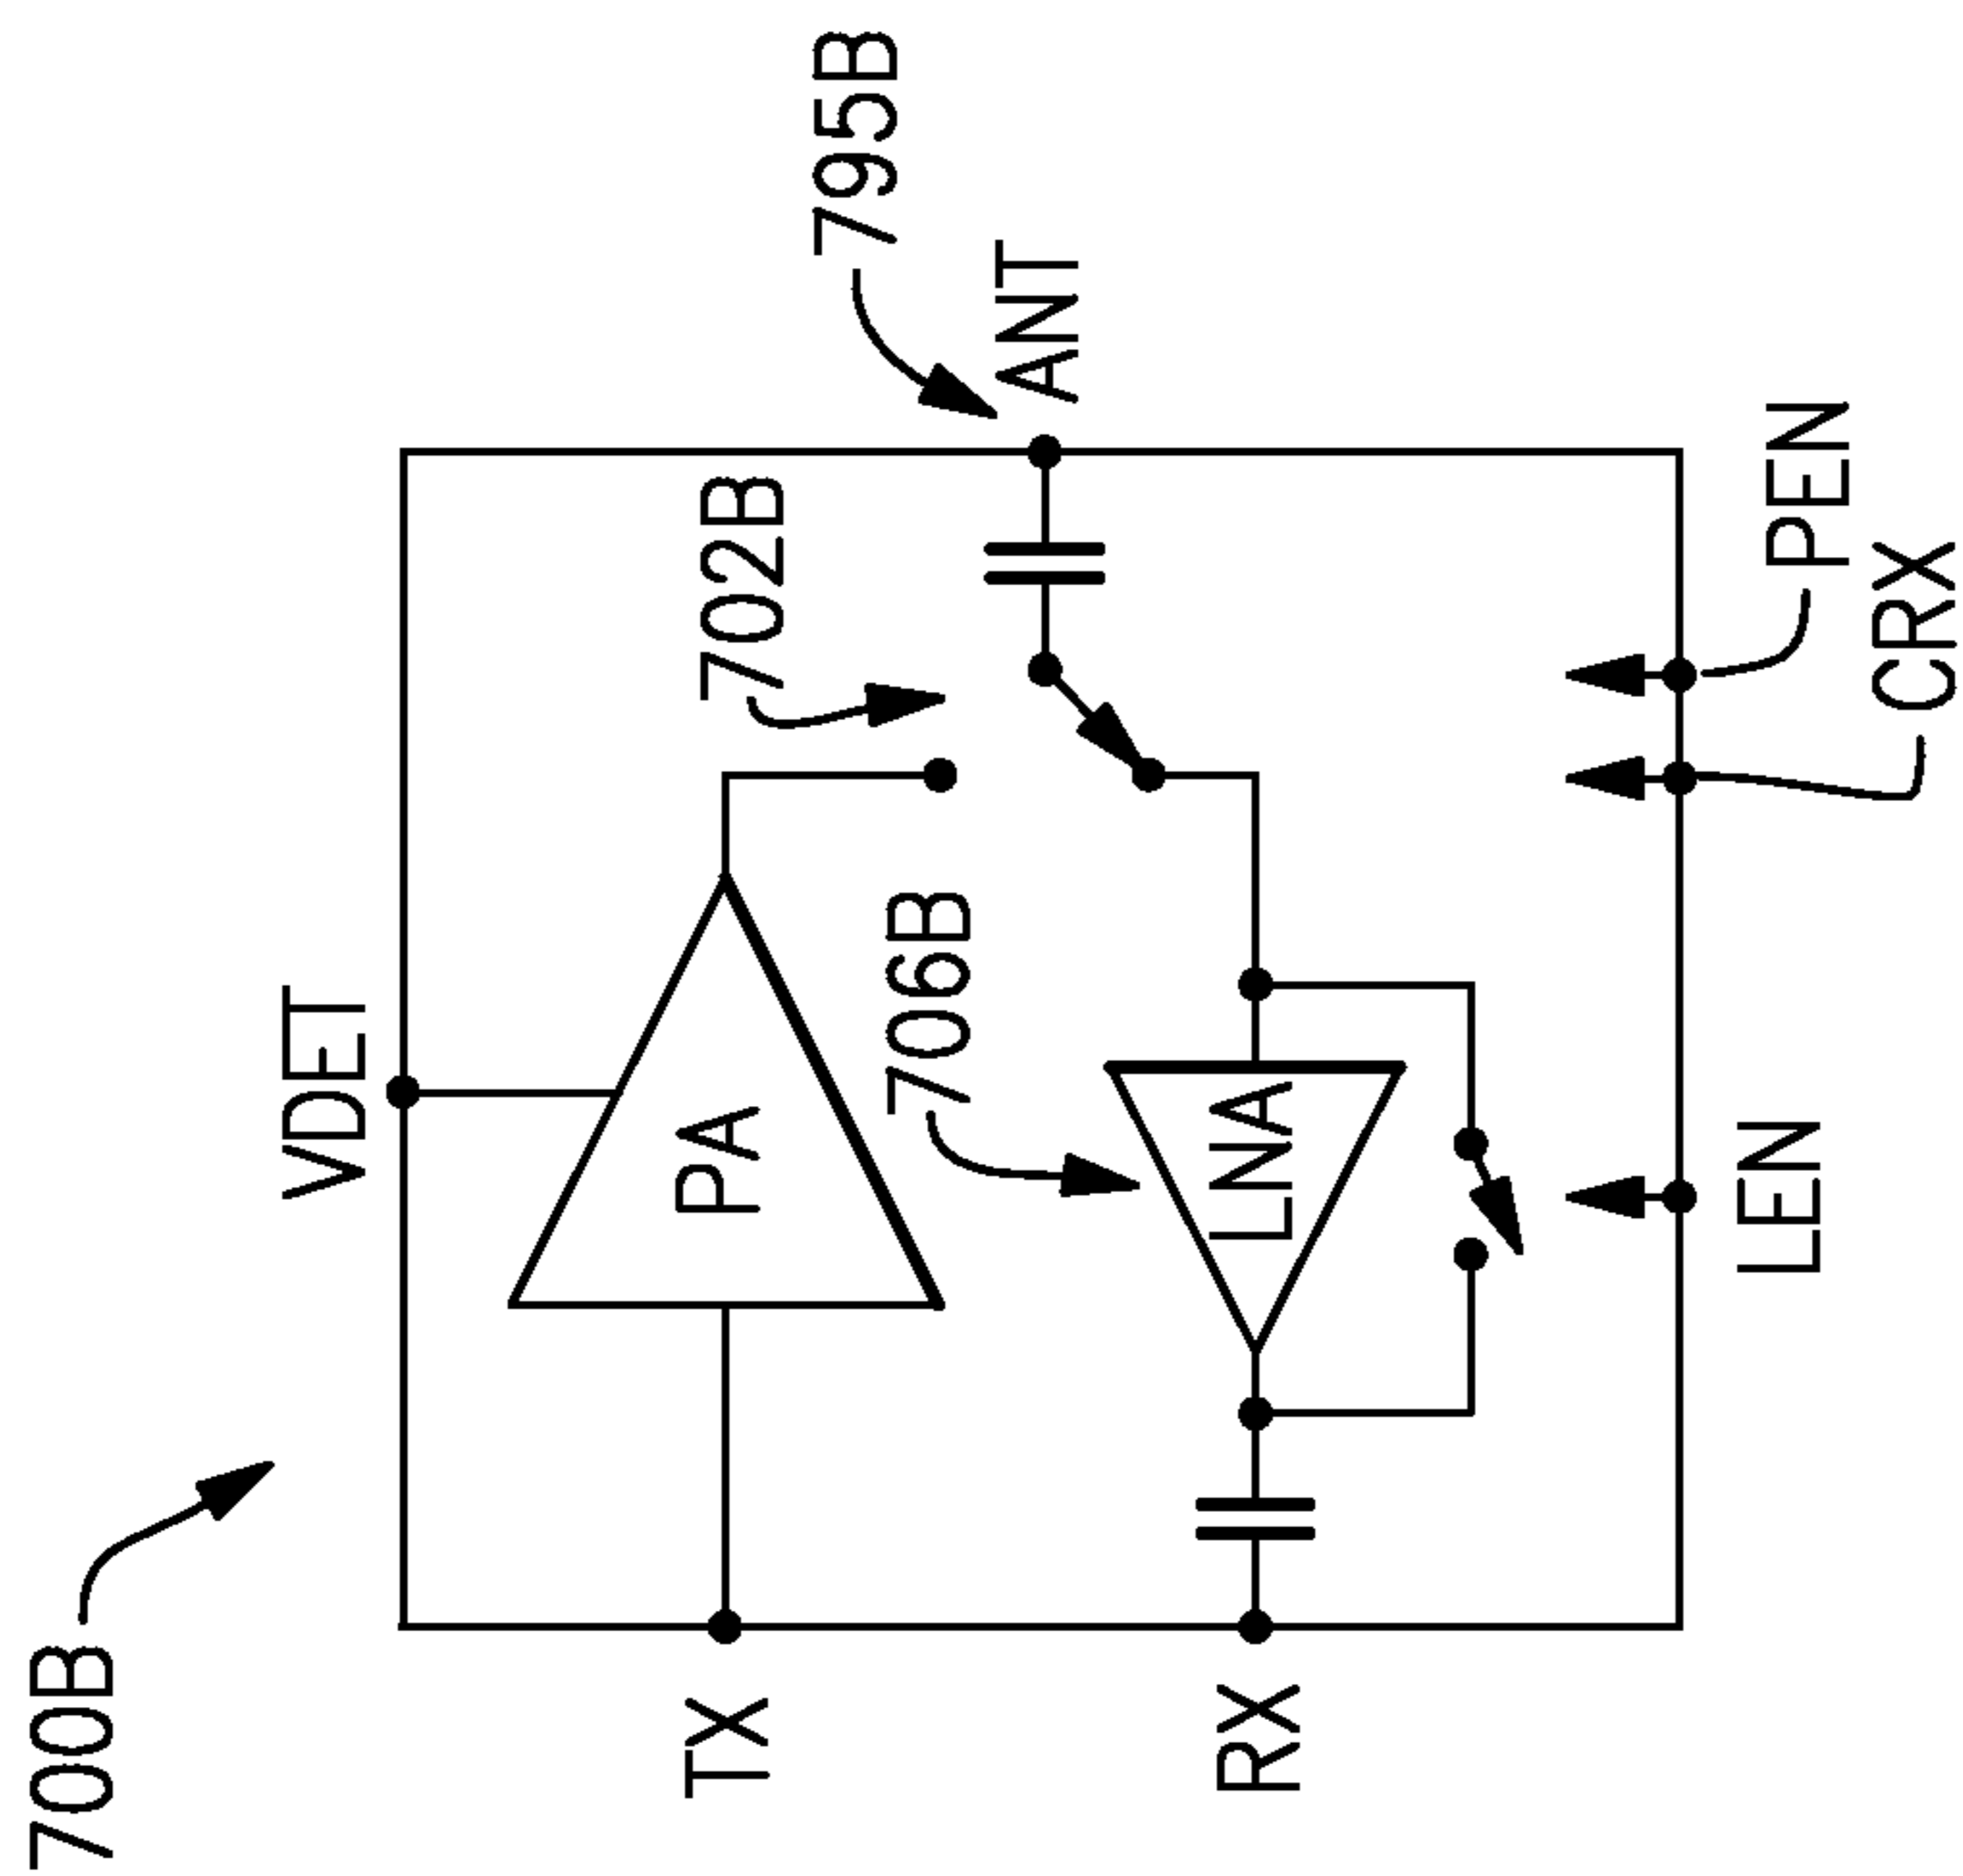 700B
VDET
795B
702B
ANT
TX
PA
706B
LNA
RX
LEN
PEN
CRX